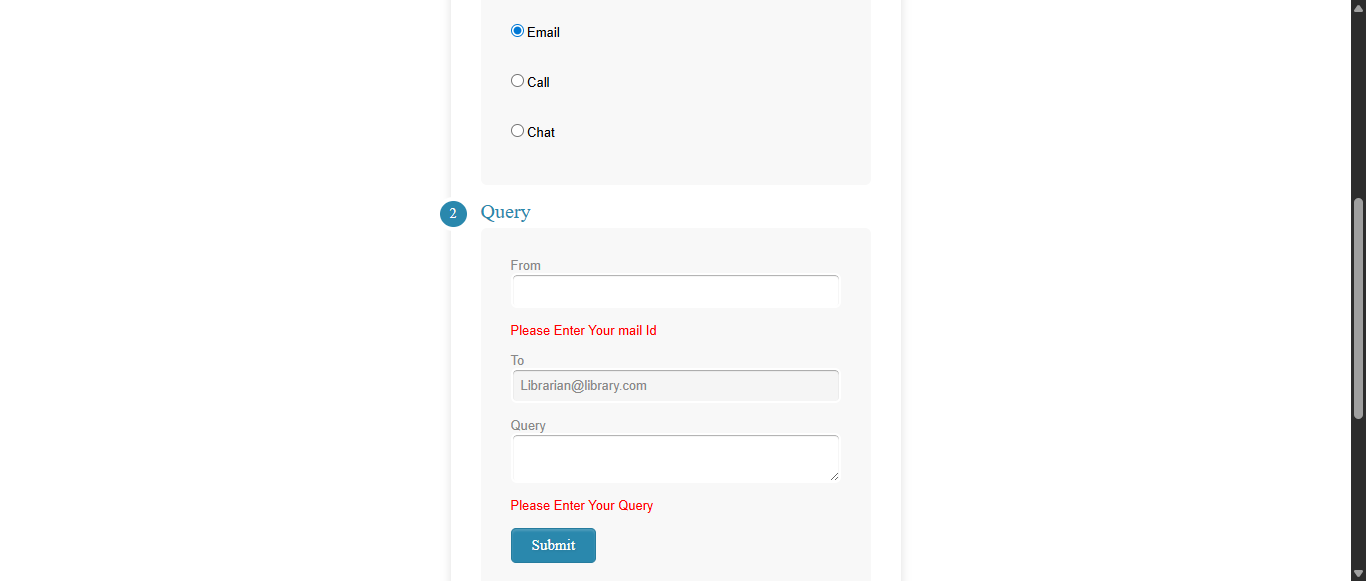 Email
Call
Chat
2 Query
From
Please Enter Your mail Id
To
Librarian@library.com
Query
Please Enter Your Query
Submit